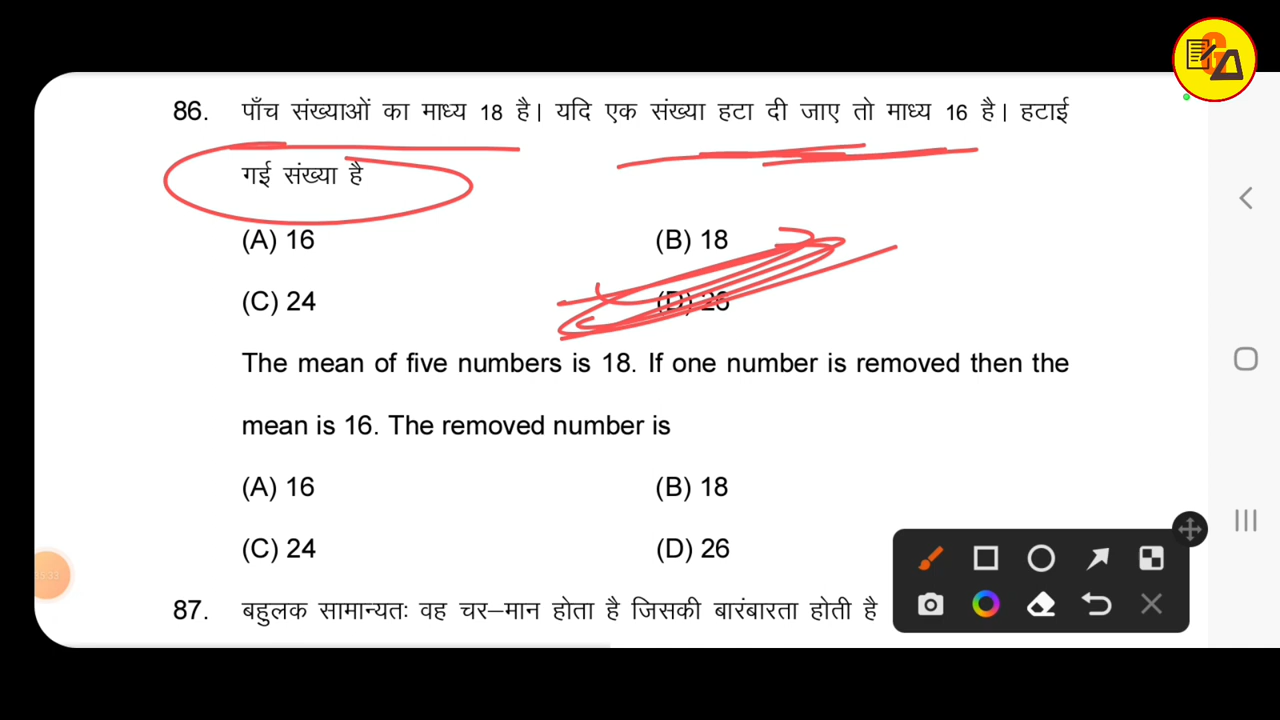 86. पाँच संख्याओं का माध्य 18 है। यदि एक संख्या हटा दी जाए तो माध्य 16 है। हटाई
गई संख्या है
(A) 16 (B) 18
(C) 24 (D) 26
The mean of five numbers is 18. If one number is removed then the
mean is 16. The removed number is
(A) 16 (B) 18
(C) 24 (D) 26
87. बहुलक सामान्यतः वह चर–मान होता है जिसकी बारंबारता होती है